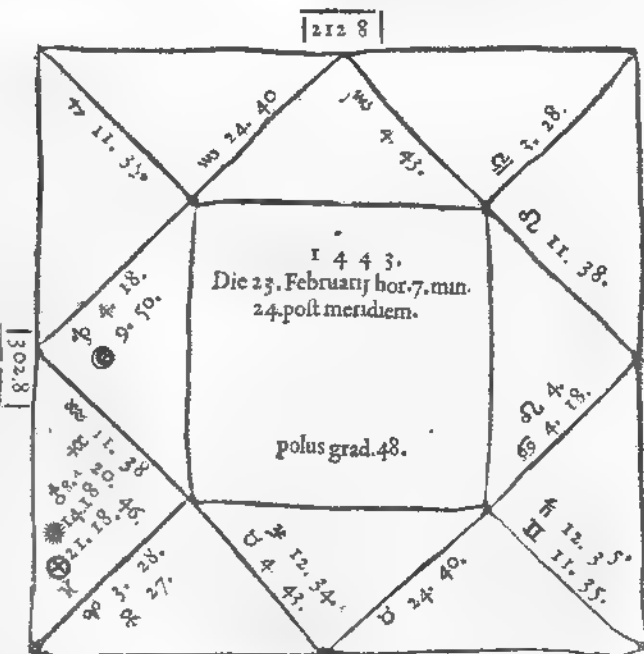 212 8
♏ 24. 40
♏ 4. 43.
♎ 3. 28.
♐ 11. 35.
♌ 11. 38.
1 4 4 3.
Die 23. Februarij hor. 7. min.
24. post meridiem.
♑ 4. 18.
9. 50.
302.8
♒ 11. 38
♌ 4.
♋ 4. 18.
polus grad. 48.
14.18
⊕ 21. 18. 46.
♓
♈ 3. 28.
27.
♃ 12. 34.
♉ 4. 43.
♉ 24. 40.
♄ 12. 35.
♊ 11. 35.